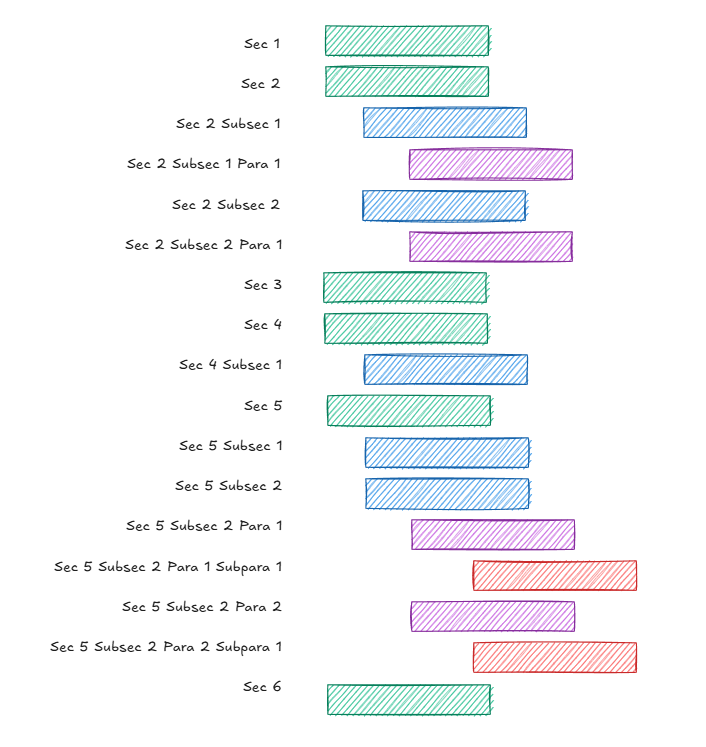 Sec 1
Sec 2
Sec 2 Subsec 1
Sec 2 Subsec 1 Para 1
Sec 2 Subsec 2
Sec 2 Subsec 2 Para 1
Sec 3
Sec 4
Sec 4 Subsec 1
Sec 5
Sec 5 Subsec 1
Sec 5 Subsec 2
Sec 5 Subsec 2 Para 1
Sec 5 Subsec 2 Para 1 Subpara 1
Sec 5 Subsec 2 Para 2
Sec 5 Subsec 2 Para 2 Subpara 1
Sec 6